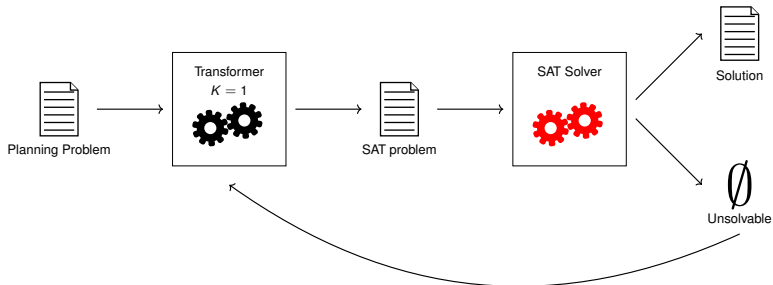 Planning Problem
Transformer
K = 1
SAT problem
SAT Solver
Solution
∅
Unsolvable